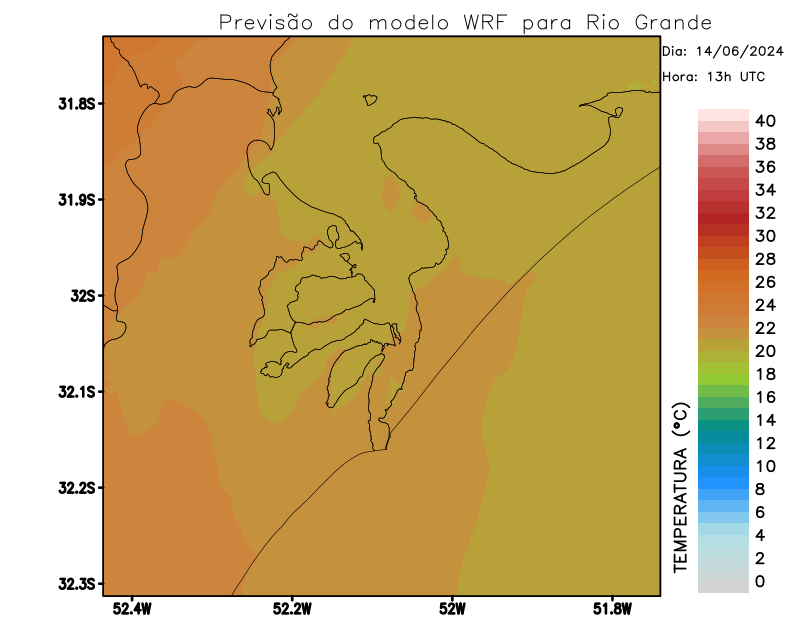 Previsão do modelo WRF para Rio Grande
Dia: 14/06/2024
Hora: 13h UTC
31.8S
31.9S
32S
32.1S
32.2S
32.3S
52.4W
52.2W
52W
51.8W
TEMPERATURA (°C)
40
38
36
34
32
30
28
26
24
22
20
18
16
14
12
10
8
6
4
2
0